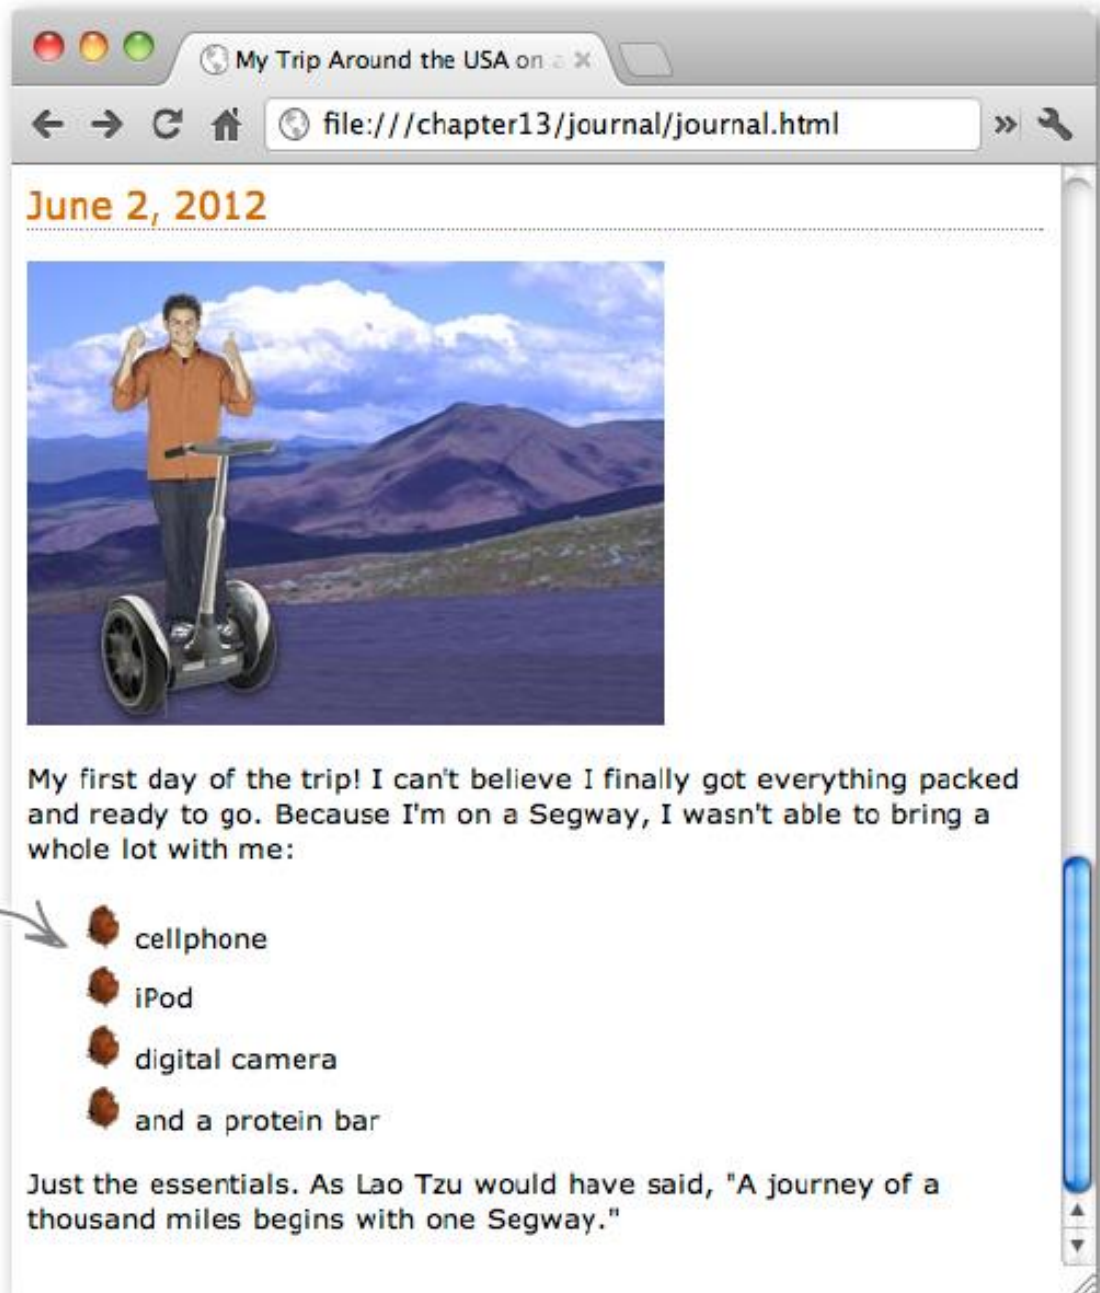 My Trip Around the USA on a
file:///chapter13/journal/journal.html
June 2, 2012
My first day of the trip! I can't believe I finally got everything packed
and ready to go. Because I'm on a Segway, I wasn't able to bring a
whole lot with me:
cellphone
iPod
digital camera
and a protein bar
Just the essentials. As Lao Tzu would have said, "A journey of a
thousand miles begins with one Segway."